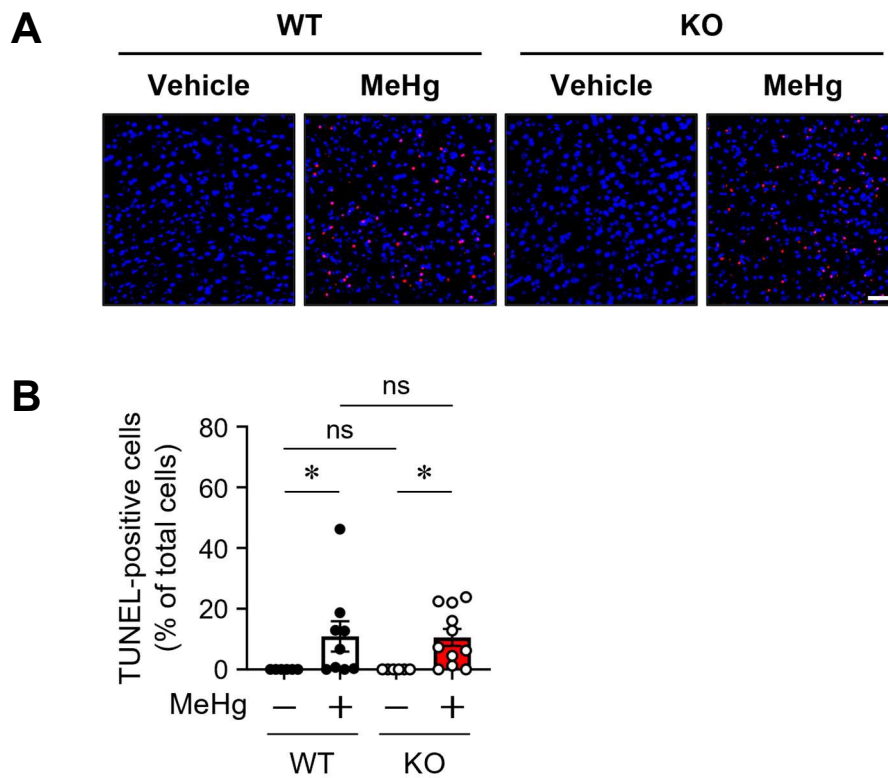 A
WT KO
Vehicle MeHg Vehicle MeHg
B
TUNEL-positive cells
(% of total cells)
ns
ns
* *
80
60
40
20
0
MeHg − + − +
WT KO